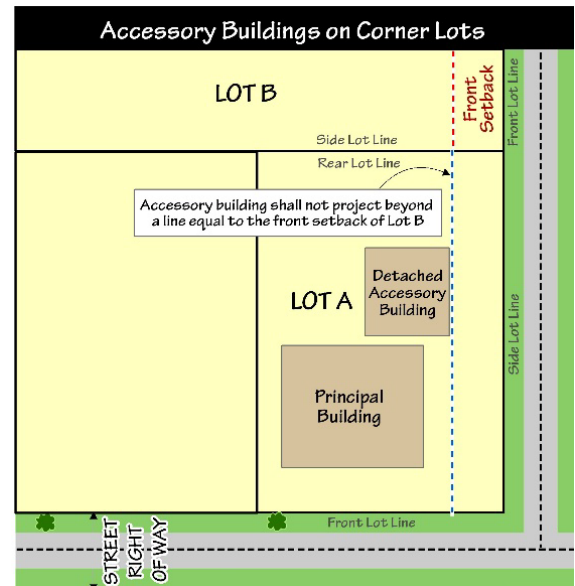 Accessory Buildings on Corner Lots
LOT B
Front
Setback
Front Lot Line
Side Lot Line
Rear Lot Line
Accessory building shall not project beyond
a line equal to the front setback of Lot B
Detached
Accessory
Building
LOT A
Side Lot Line
Principal
Building
Front Lot Line
STREET
RIGHT
OF WAY